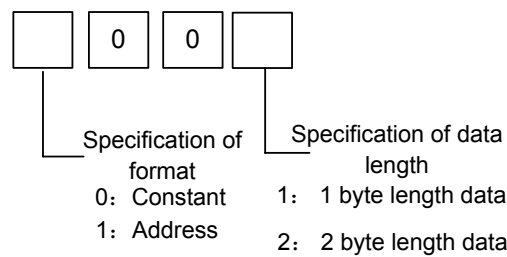 0 0
Specification of
format
0： Constant
1： Address
Specification of data
length
1： 1 byte length data
2： 2 byte length data